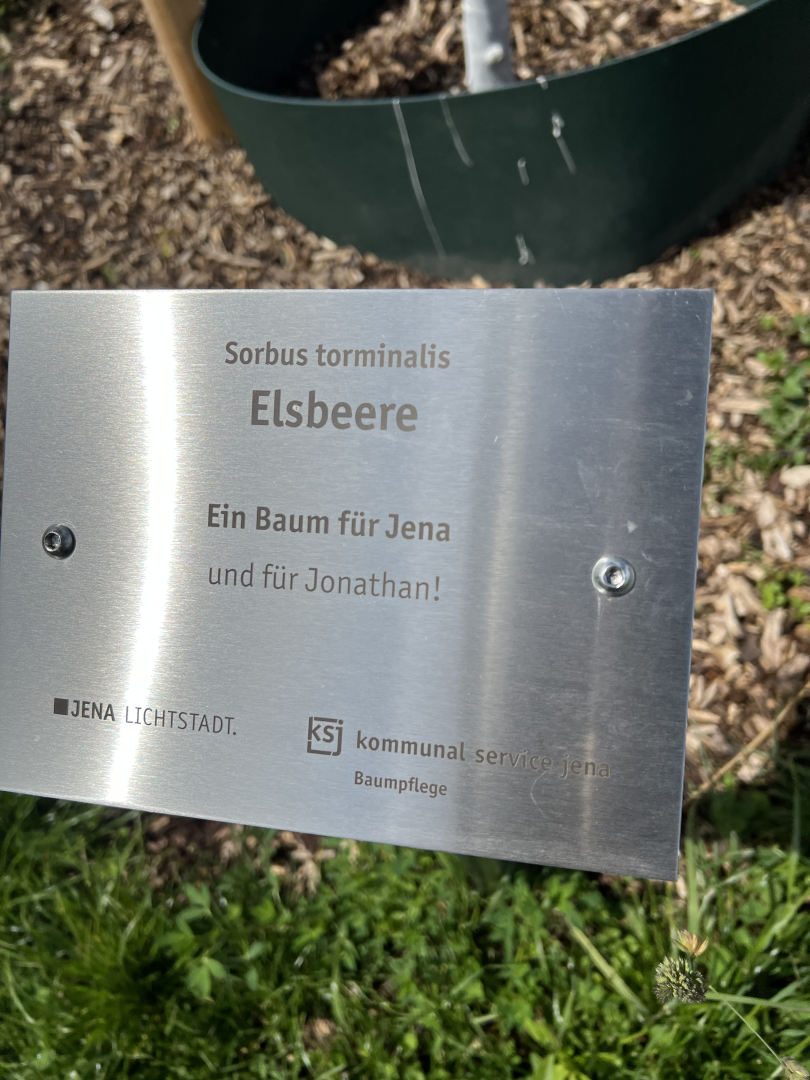 Sorbus torminalis
Elsbeere
Ein Baum für Jena
und für Jonathan!
JENA LICHTSTADT.
ksj kommunal service jena
Baumpflege